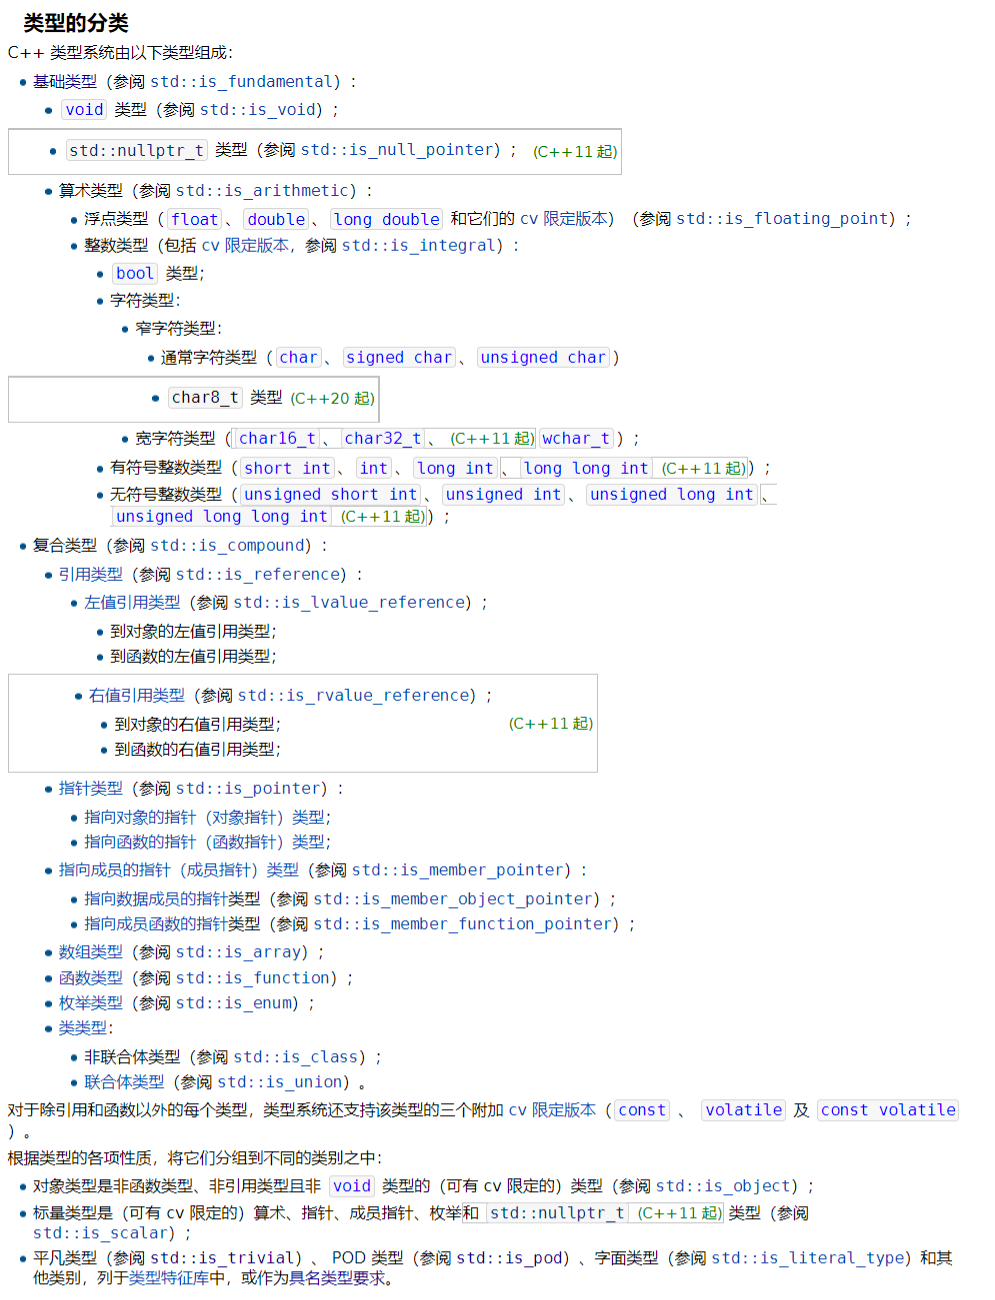 类型的分类
C++ 类型系统由以下类型组成：
基础类型（参阅 std::is_fundamental）：
void 类型（参阅 std::is_void）；
std::nullptr_t 类型（参阅 std::is_null_pointer）； (C++11 起)
算术类型（参阅 std::is_arithmetic）：
浮点类型（float、double、long double 和它们的 cv 限定版本）（参阅 std::is_floating_point）；
整数类型（包括 cv 限定版本，参阅 std::is_integral）：
bool 类型；
字符类型：
窄字符类型：
通常字符类型（char、signed char、unsigned char）
char8_t 类型 (C++20 起)
宽字符类型（char16_t、char32_t、 (C++11 起) wchar_t）；
有符号整数类型（short int、int、long int、long long int (C++11 起)）；
无符号整数类型（unsigned short int、unsigned int、unsigned long int、
unsigned long long int (C++11 起)）；
复合类型（参阅 std::is_compound）：
引用类型（参阅 std::is_reference）：
左值引用类型（参阅 std::is_lvalue_reference）；
到对象的左值引用类型；
到函数的左值引用类型；
右值引用类型（参阅 std::is_rvalue_reference）；
到对象的右值引用类型； (C++11 起)
到函数的右值引用类型；
指针类型（参阅 std::is_pointer）：
指向对象的指针（对象指针）类型；
指向函数的指针（函数指针）类型；
指向成员的指针（成员指针）类型（参阅 std::is_member_pointer）：
指向数据成员的指针类型（参阅 std::is_member_object_pointer）；
指向成员函数的指针类型（参阅 std::is_member_function_pointer）；
数组类型（参阅 std::is_array）；
函数类型（参阅 std::is_function）；
枚举类型（参阅 std::is_enum）；
类类型：
非联合体类型（参阅 std::is_class）；
联合体类型（参阅 std::is_union）。
对于除引用和函数以外的每个类型，类型系统还支持该类型的三个附加 cv 限定版本（const 、 volatile 及 const volatile
）。
根据类型的各项性质，将它们分组到不同的类别之中：
对象类型是非函数类型、非引用类型且非 void 类型的（可有 cv 限定的）类型（参阅 std::is_object）；
标量类型是（可有 cv 限定的）算术、指针、成员指针、枚举和 std::nullptr_t (C++11 起) 类型（参阅
std::is_scalar）；
平凡类型（参阅 std::is_trivial）、 POD 类型（参阅 std::is_pod）、字面类型（参阅 std::is_literal_type）和其
他类别，列于类型特征库中，或作为具名类型要求。